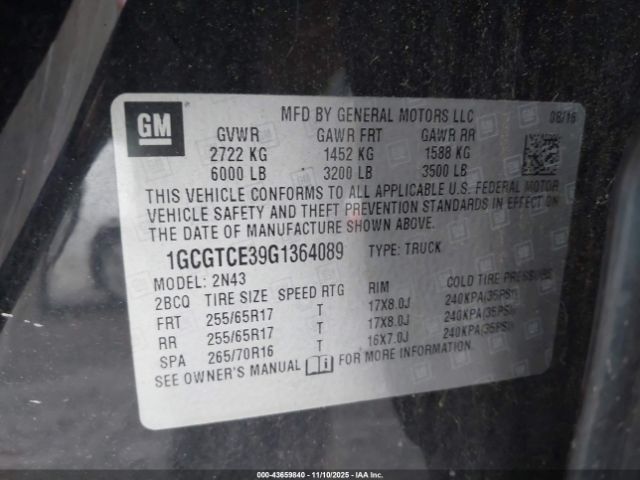 GM
MFD BY GENERAL MOTORS LLC 08/16
GVWR GAWR FRT GAWR RR
2722 KG 1452 KG 1588 KG
6000 LB 3200 LB 3500 LB
THIS VEHICLE CONFORMS TO ALL APPLICABLE U.S. FEDERAL MOTOR
VEHICLE SAFETY AND THEFT PREVENTION STANDARDS IN EFFECT ON
THE DATE OF MANUFACTURE SHOWN ABOVE.
1GCGTCE39G1364089 TYPE: TRUCK
MODEL: 2N43
2BCQ TIRE SIZE SPEED RTG RIM COLD TIRE PRESSURE
FRT 255/65R17 T 17X8.0J 240KPA(35PSI)
RR 255/65R17 T 17X8.0J 240KPA(35PSI)
SPA 265/70R16 T 16X7.0J 240KPA(35PSI)
SEE OWNER'S MANUAL FOR MORE INFORMATION.
000-43659840 - 11/10/2025 - IAAI.com